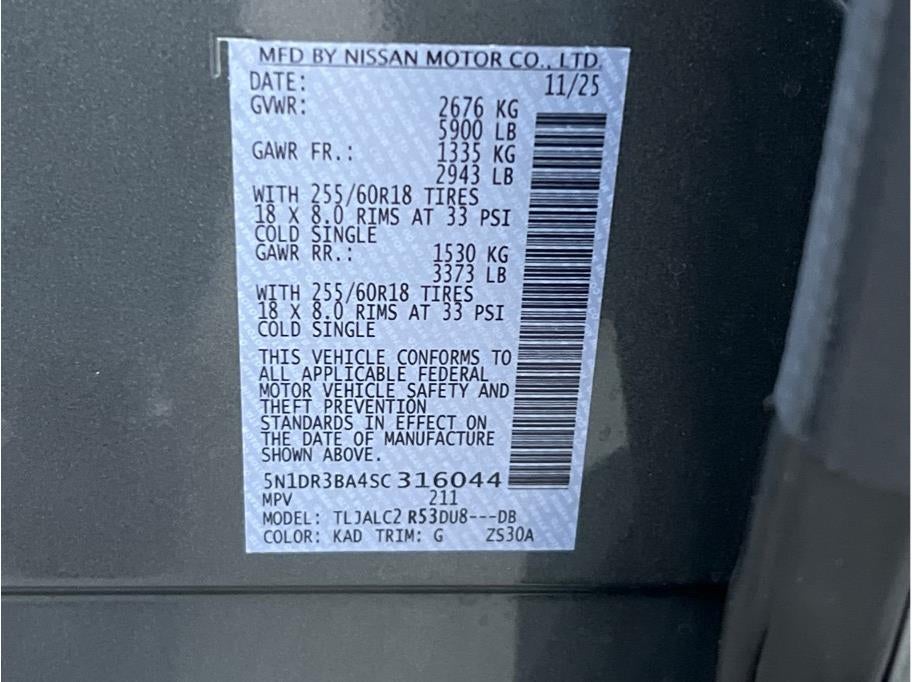 MFD BY NISSAN MOTOR CO., LTD.
DATE: 11/25
GVWR: 2676 KG
5900 LB
GAWR FR.: 1335 KG
2943 LB
WITH 255/60R18 TIRES
18 X 8.0 RIMS AT 33 PSI
COLD SINGLE
GAWR RR.: 1530 KG
3373 LB
WITH 255/60R18 TIRES
18 X 8.0 RIMS AT 33 PSI
COLD SINGLE
THIS VEHICLE CONFORMS TO
ALL APPLICABLE FEDERAL
MOTOR VEHICLE SAFETY AND
THEFT PREVENTION
STANDARDS IN EFFECT ON
THE DATE OF MANUFACTURE
SHOWN ABOVE.
5N1DR3BA4SC316044
MPV 211
MODEL: TLJALC2 R53DU8---DB
COLOR: KAD TRIM: G ZS30A